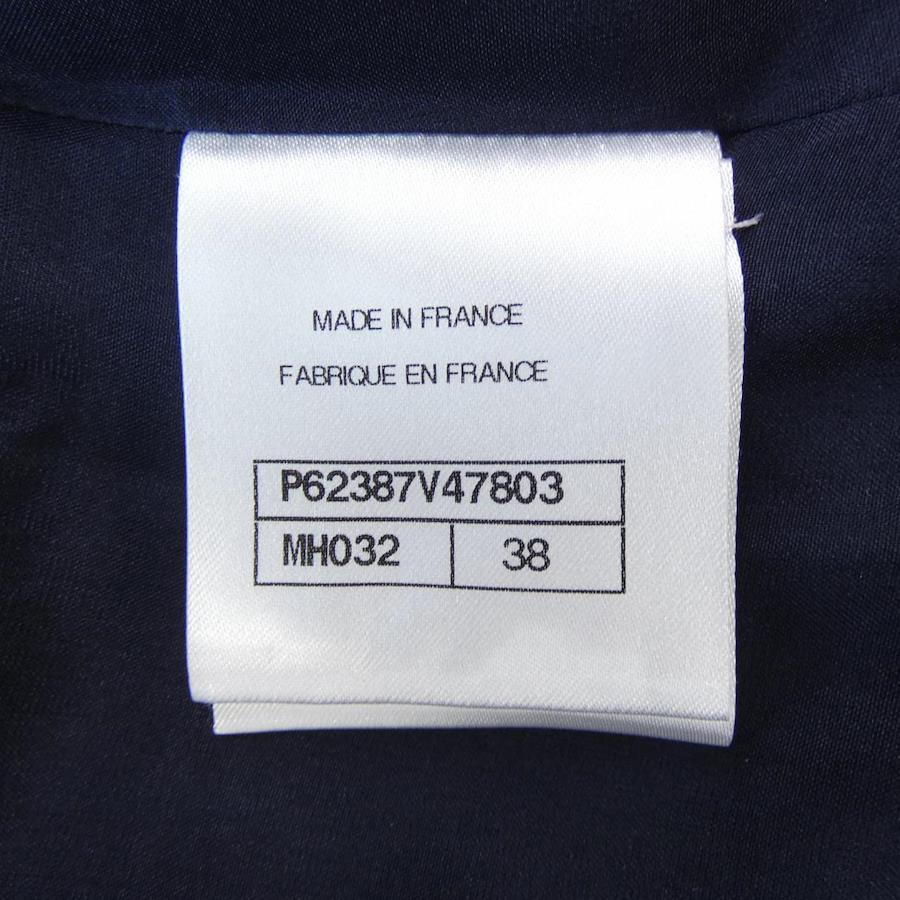 MADE IN FRANCE
FABRIQUE EN FRANCE
P62387V47803
MH032 38